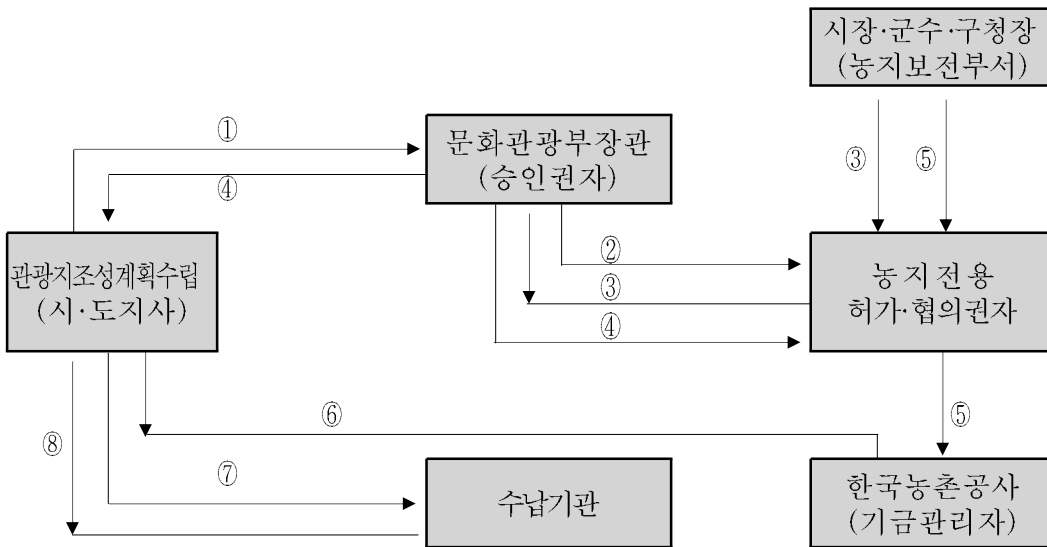 시장·군수·구청장
(농지보전부서)
①
문화관광부장관
(승인권자)
③
⑤
④
관광지조성계획수립
(시·도지사)
②
③
④
농지전용
허가·협의권자
⑥
⑤
⑧
⑦
수납기관
한국농촌공사
(기금관리자)